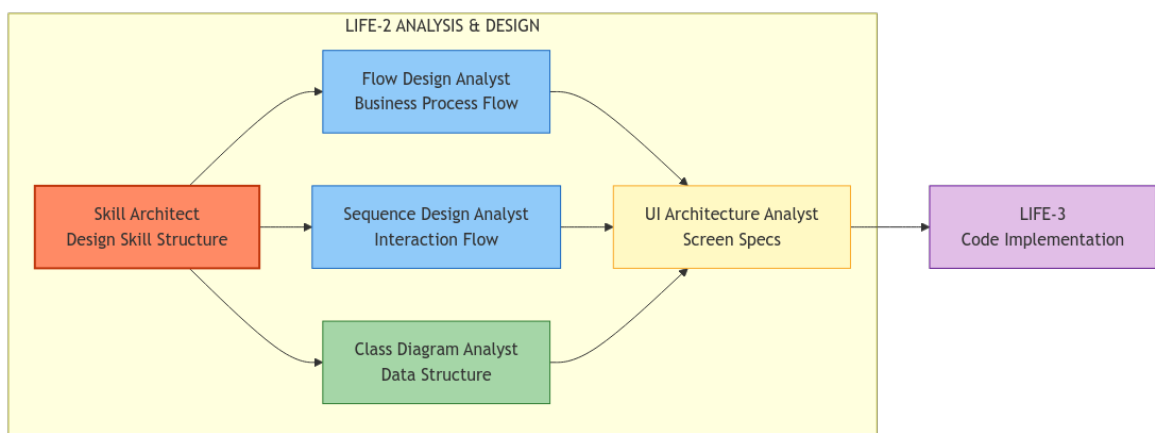 LIFE-2 ANALYSIS & DESIGN
Flow Design Analyst
Business Process Flow
Skill Architect
Design Skill Structure
Sequence Design Analyst
Interaction Flow
UI Architecture Analyst
Screen Specs
LIFE-3
Code Implementation
Class Diagram Analyst
Data Structure